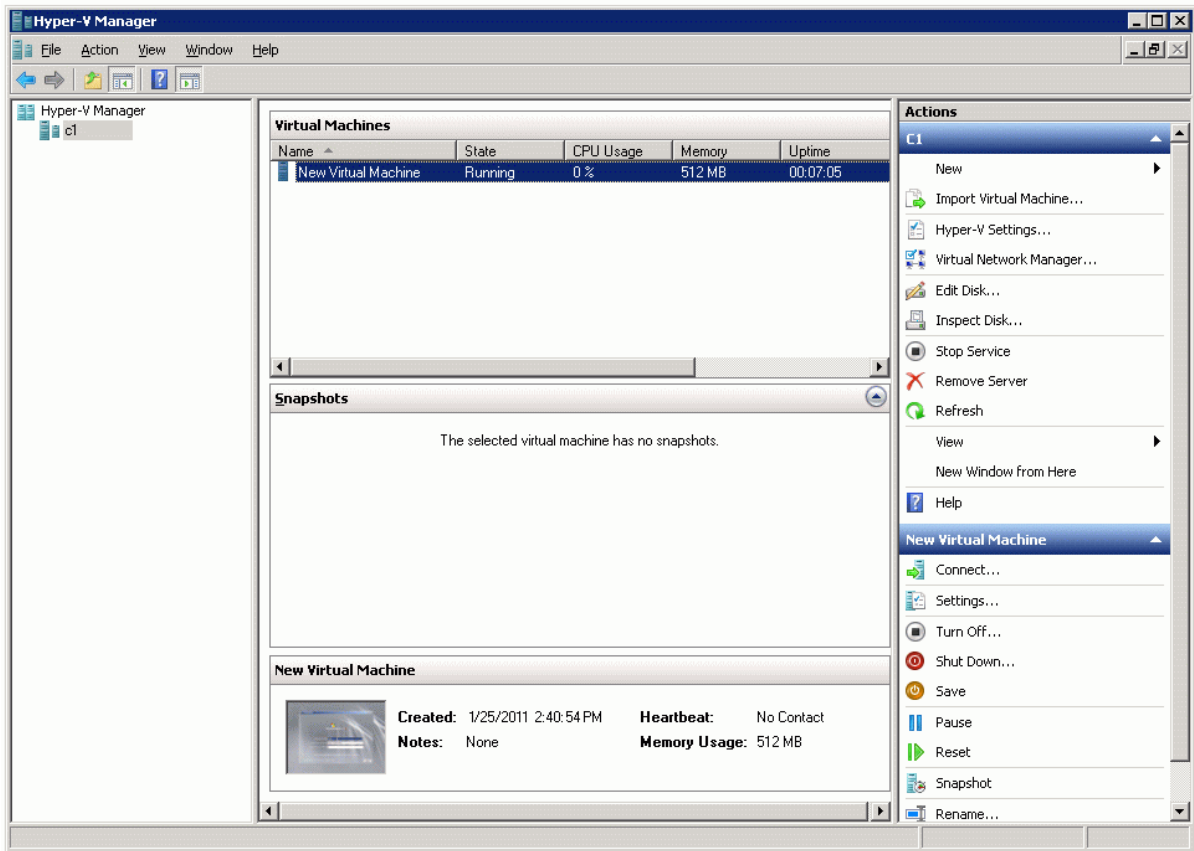 Hyper-V Manager
File Action View Window Help
Hyper-V Manager
c1
Virtual Machines
Name State CPU Usage Memory Uptime
New Virtual Machine Running 0 % 512 MB 00:07:05
Snapshots
The selected virtual machine has no snapshots.
New Virtual Machine
Created: 1/25/2011 2:40:54 PM Heartbeat: No Contact
Notes: None Memory Usage: 512 MB
Actions
C1
New
Import Virtual Machine...
Hyper-V Settings...
Virtual Network Manager...
Edit Disk...
Inspect Disk...
Stop Service
Remove Server
Refresh
View
New Window from Here
Help
New Virtual Machine
Connect...
Settings...
Turn Off...
Shut Down...
Save
Pause
Reset
Snapshot
Rename...